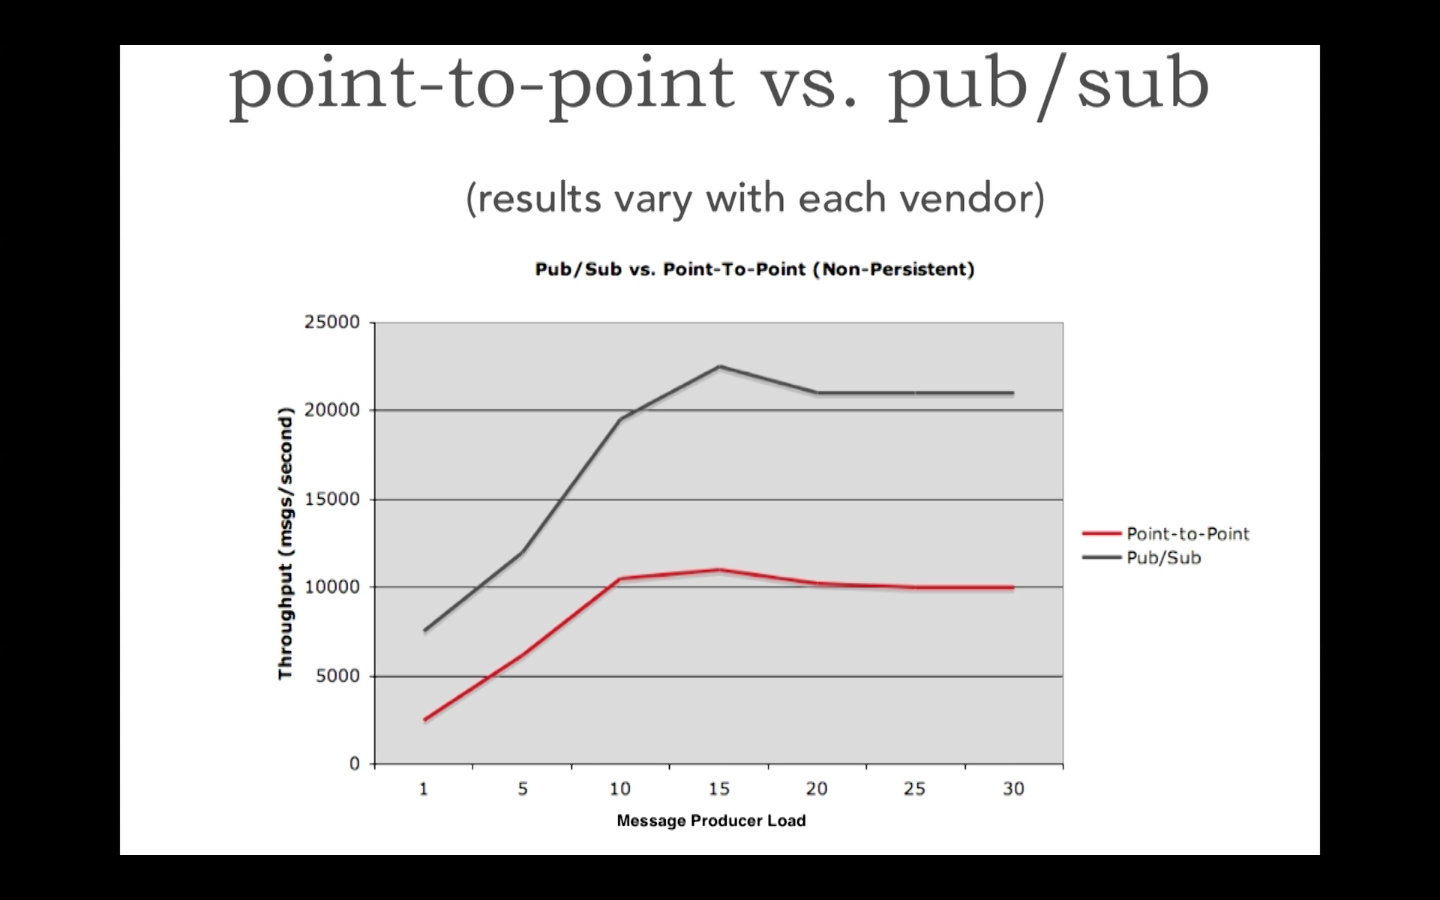 point-to-point vs. pub/sub
(results vary with each vendor)
Pub/Sub vs. Point-To-Point (Non-Persistent)
25000
20000
15000
10000
5000
0
Throughput (msgs/second)
1 5 10 15 20 25 30
Message Producer Load
Point-to-Point
Pub/Sub